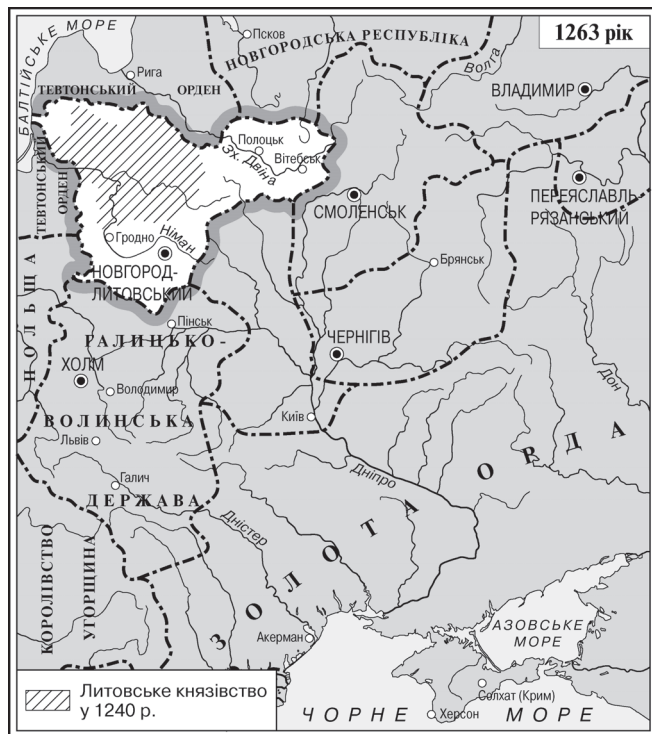 1263 рік
БАЛТІЙСЬКЕ МОРЕ
Псков
НОВГОРОДСЬКА РЕСПУБЛІКА
Рига
Волга
ТЕВТОНСЬКИЙ ОРДЕН
ВЛАДИМИР
Полоцьк
Зх. Двіна
Вітебськ
ТЕВТОНСЬКИЙ
ОРДЕН
СМОЛЕНСЬК
ПЕРЕЯСЛАВЛЬ-
РЯЗАНСЬКИЙ
Гродно
Німан
НОВГОРОД-
ЛИТОВСЬКИЙ
Брянськ
ПОЛЬЩА
Пінськ
ГАЛИЦЬКО-
ЧЕРНІГІВ
ХОЛМ
Володимир
Дон
ВОЛИНСЬКА
Київ
Львів
Галич
ДЕРЖАВА
Дніпро
Дністер
ЗОЛОТА ОРДА
КОРОЛІВСТВО
УГОРЩИНА
Акерман
АЗОВСЬКЕ
МОРЕ
Солхат (Крим)
Херсон
ЧОРНЕ МОРЕ
Литовське князівство
у 1240 р.